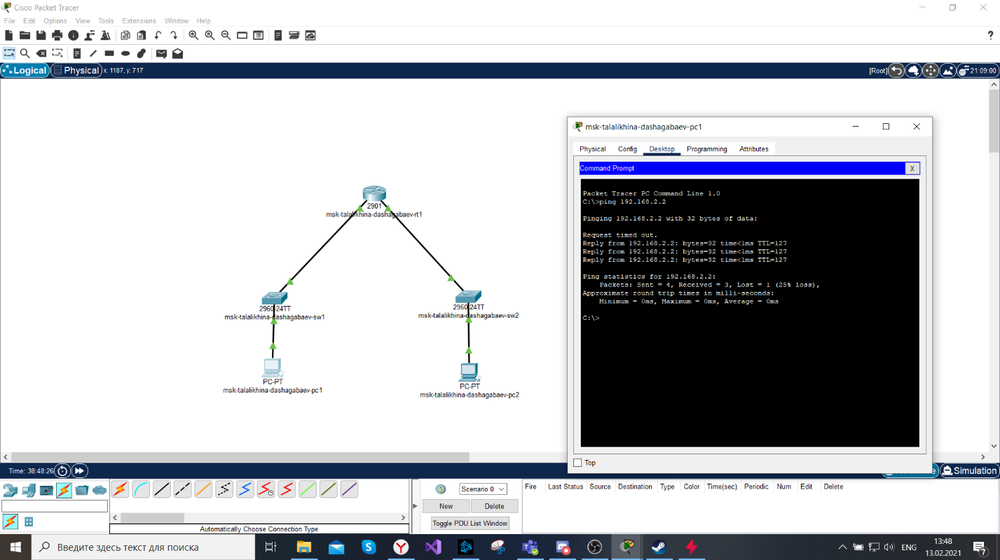 Cisco Packet Tracer
File Edit Options View Tools Extensions Window Help
?
Logical Physical x: 1187, y: 717 [Root] 21:09:00
2901
msk-talalikhina-dashagabaev-rt1
2960-24TT
msk-talalikhina-dashagabaev-sw1
2960-24TT
msk-talalikhina-dashagabaev-sw2
PC-PT
msk-talalikhina-dashagabaev-pc1
PC-PT
msk-talalikhina-dashagabaev-pc2
msk-talalikhina-dashagabaev-pc1
Physical Config Desktop Programming Attributes
Command Prompt X
Packet Tracer PC Command Line 1.0
C:\>ping 192.168.2.2
Pinging 192.168.2.2 with 32 bytes of data:
Request timed out.
Reply from 192.168.2.2: bytes=32 time<1ms TTL=127
Reply from 192.168.2.2: bytes=32 time<1ms TTL=127
Reply from 192.168.2.2: bytes=32 time<1ms TTL=127
Ping statistics for 192.168.2.2:
Packets: Sent = 4, Received = 3, Lost = 1 (25% loss),
Approximate round trip times in milli-seconds:
Minimum = 0ms, Maximum = 0ms, Average = 0ms
C:\>
Top
Time: 38:48:26 Simulation
Scenario 0
New Delete
Toggle PDU List Window
Fire Last Status Source Destination Type Color Time(sec) Periodic Num Edit Delete
Automatically Choose Connection Type
Введите здесь текст для поиска
ENG 13:48
13.02.2021
7